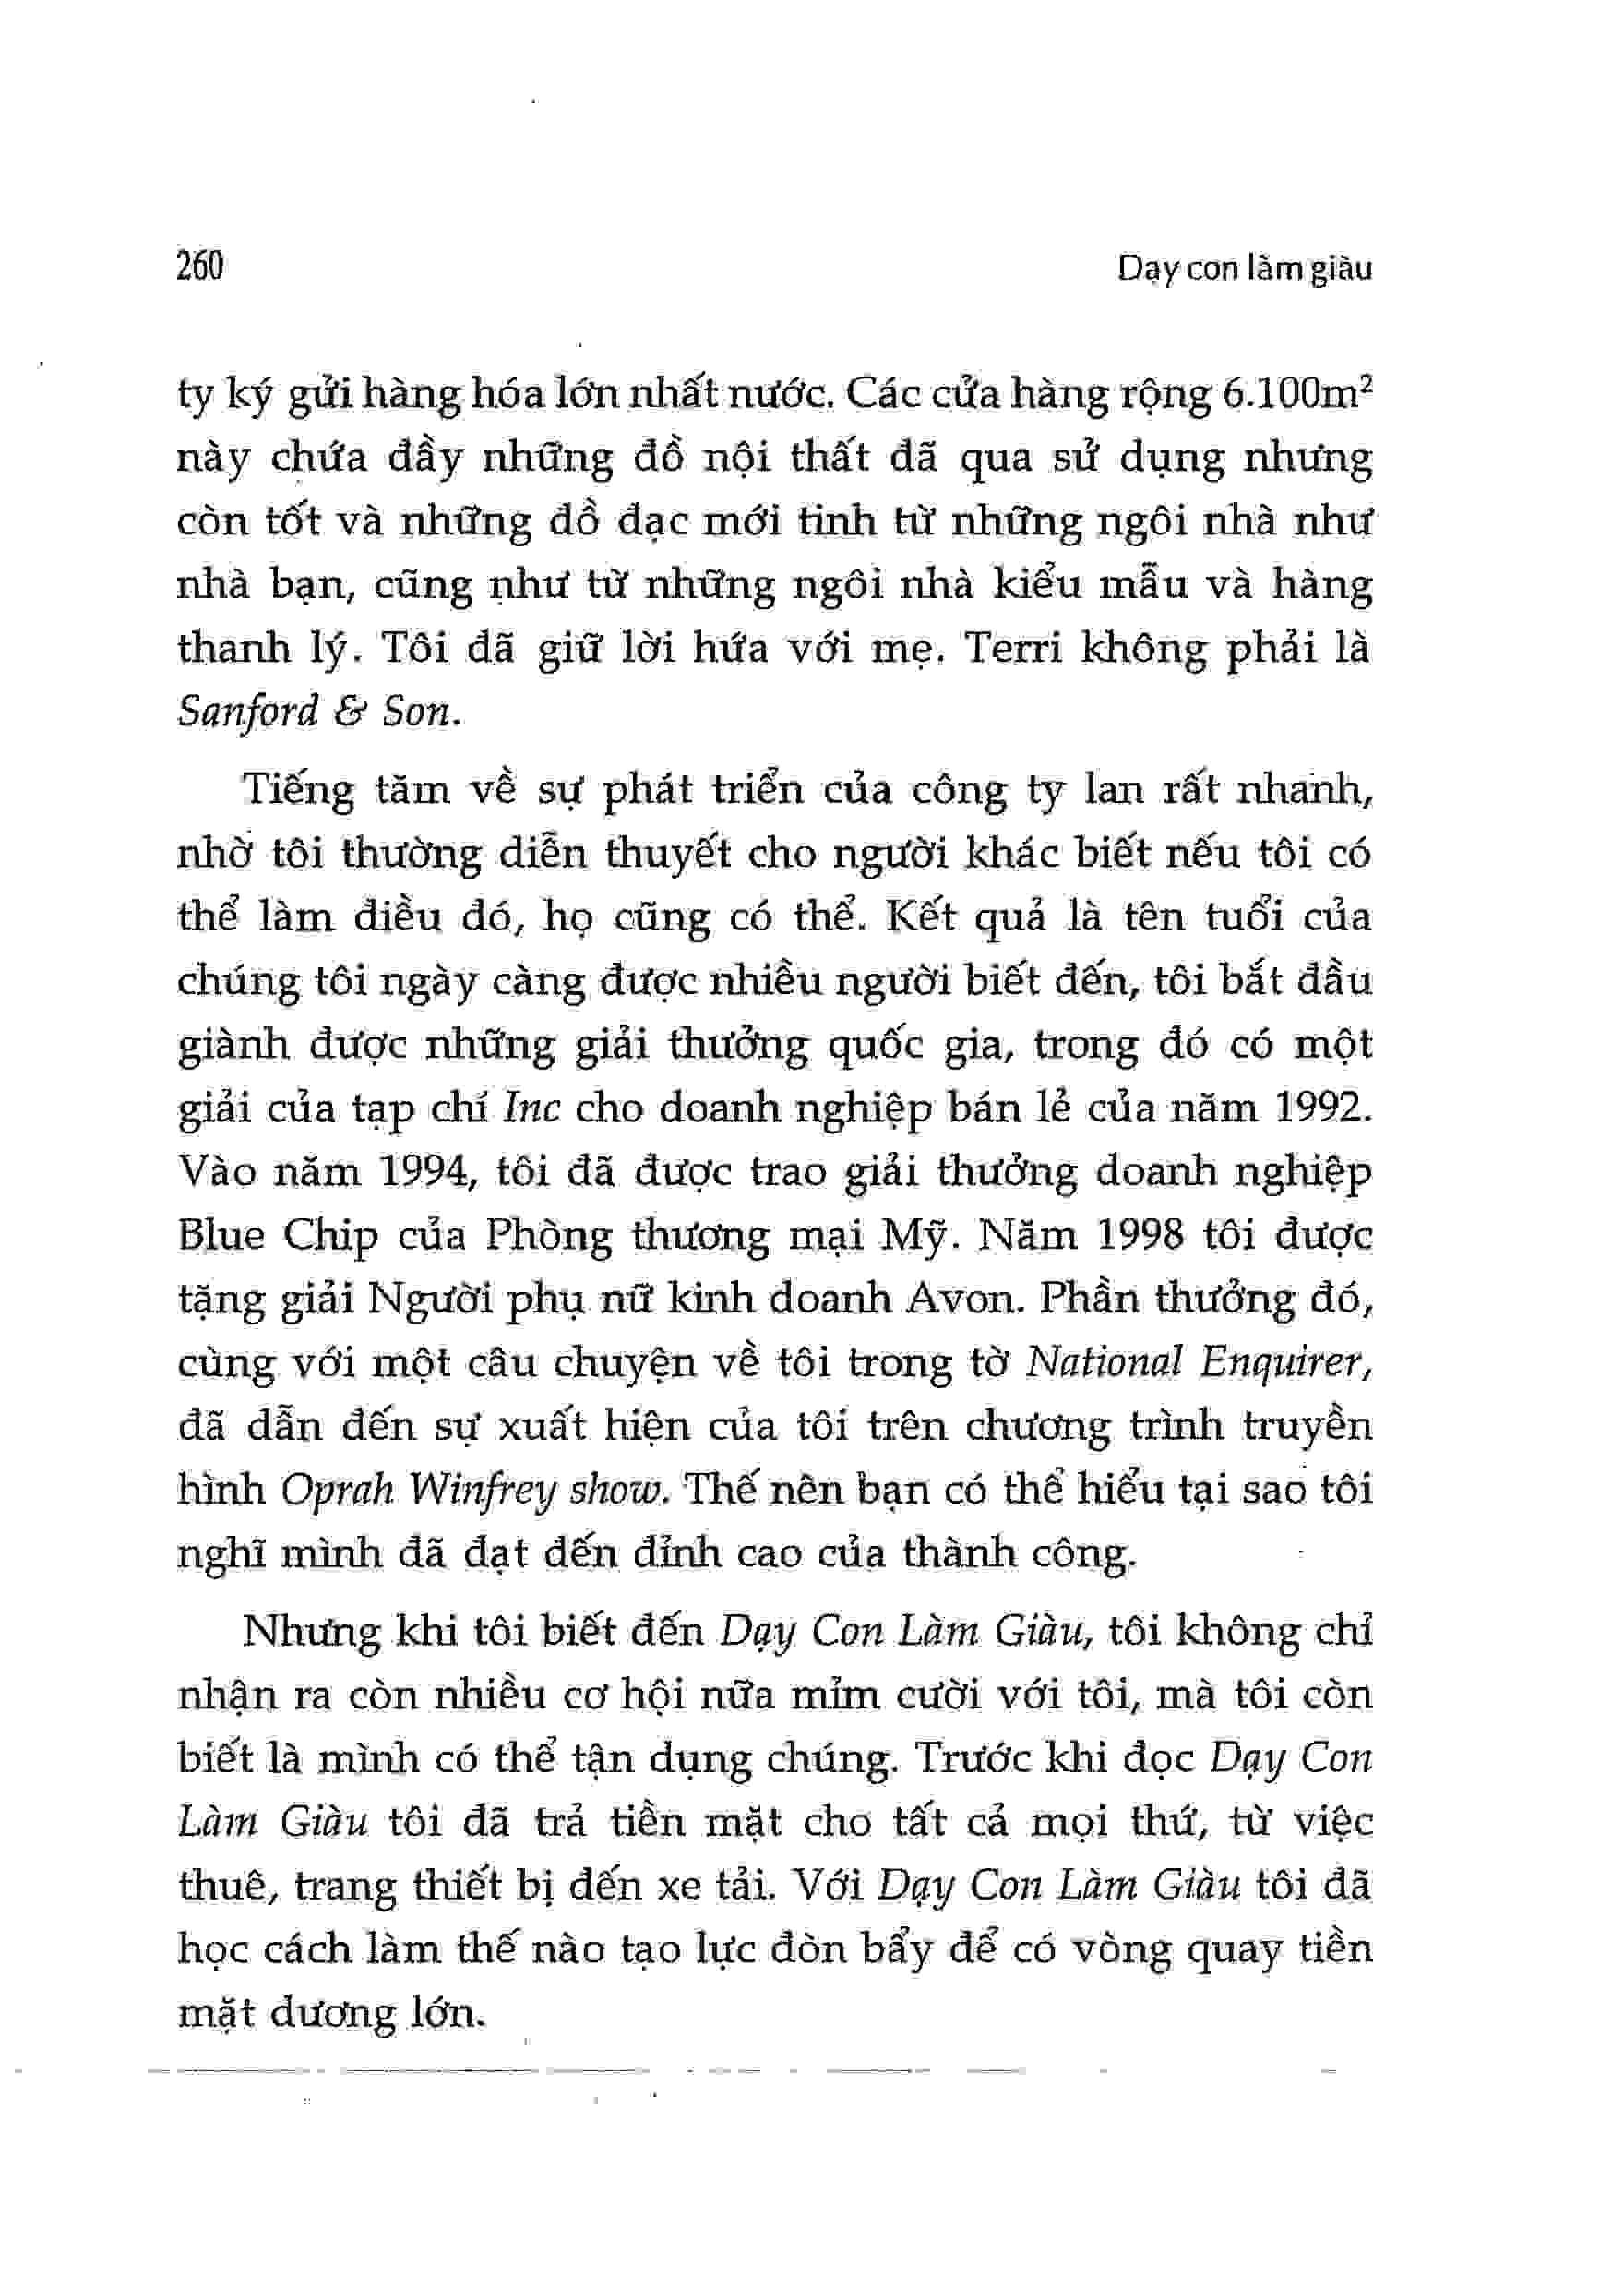 260 Dạy con làm giàu
ty ký gửi hàng hóa lớn nhất nước. Các cửa hàng rộng 6.100m²
này chứa đầy những đồ nội thất đã qua sử dụng nhưng
còn tốt và những đồ đạc mới tinh từ những ngôi nhà như
nhà bạn, cũng như từ những ngôi nhà kiểu mẫu và hàng
thanh lý. Tôi đã giữ lời hứa với mẹ. Terri không phải là
Sanford & Son.
Tiếng tăm về sự phát triển của công ty lan rất nhanh,
nhờ tôi thường diễn thuyết cho người khác biết nếu tôi có
thể làm điều đó, họ cũng có thể. Kết quả là tên tuổi của
chúng tôi ngày càng được nhiều người biết đến, tôi bắt đầu
giành được những giải thưởng quốc gia, trong đó có một
giải của tạp chí Inc cho doanh nghiệp bán lẻ của năm 1992.
Vào năm 1994, tôi đã được trao giải thưởng doanh nghiệp
Blue Chip của Phòng thương mại Mỹ. Năm 1998 tôi được
tặng giải Người phụ nữ kinh doanh Avon. Phần thưởng đó,
cùng với một câu chuyện về tôi trong tờ National Enquirer,
đã dẫn đến sự xuất hiện của tôi trên chương trình truyền
hình Oprah Winfrey show. Thế nên bạn có thể hiểu tại sao tôi
nghĩ mình đã đạt đến đỉnh cao của thành công.
Nhưng khi tôi biết đến Dạy Con Làm Giàu, tôi không chỉ
nhận ra còn nhiều cơ hội nữa mỉm cười với tôi, mà tôi còn
biết là mình có thể tận dụng chúng. Trước khi đọc Dạy Con
Làm Giàu tôi đã trả tiền mặt cho tất cả mọi thứ, từ việc
thuê, trang thiết bị đến xe tải. Với Dạy Con Làm Giàu tôi đã
học cách làm thế nào tạo lực đòn bẩy để có vòng quay tiền
mặt dương lớn.